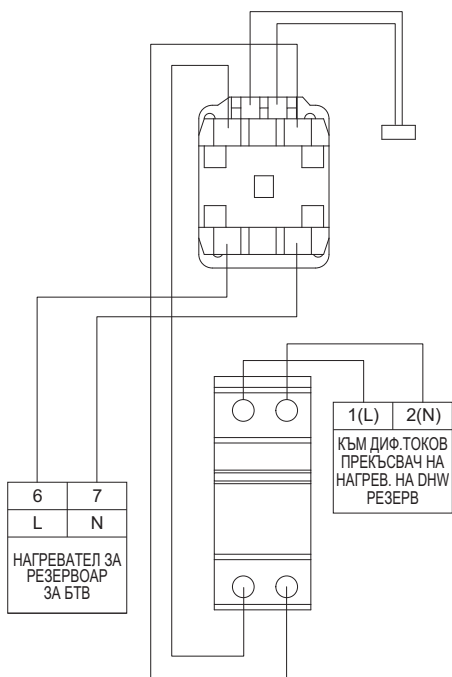 1(L) 2(N)
КЪМ ДИФ.ТОКОВ
ПРЕКЪСВАЧ НА
НАГРЕВ. НА DHW
РЕЗЕРВ
6 7
L N
НАГРЕВАТЕЛ ЗА
РЕЗЕРВОАР
ЗА БТВ